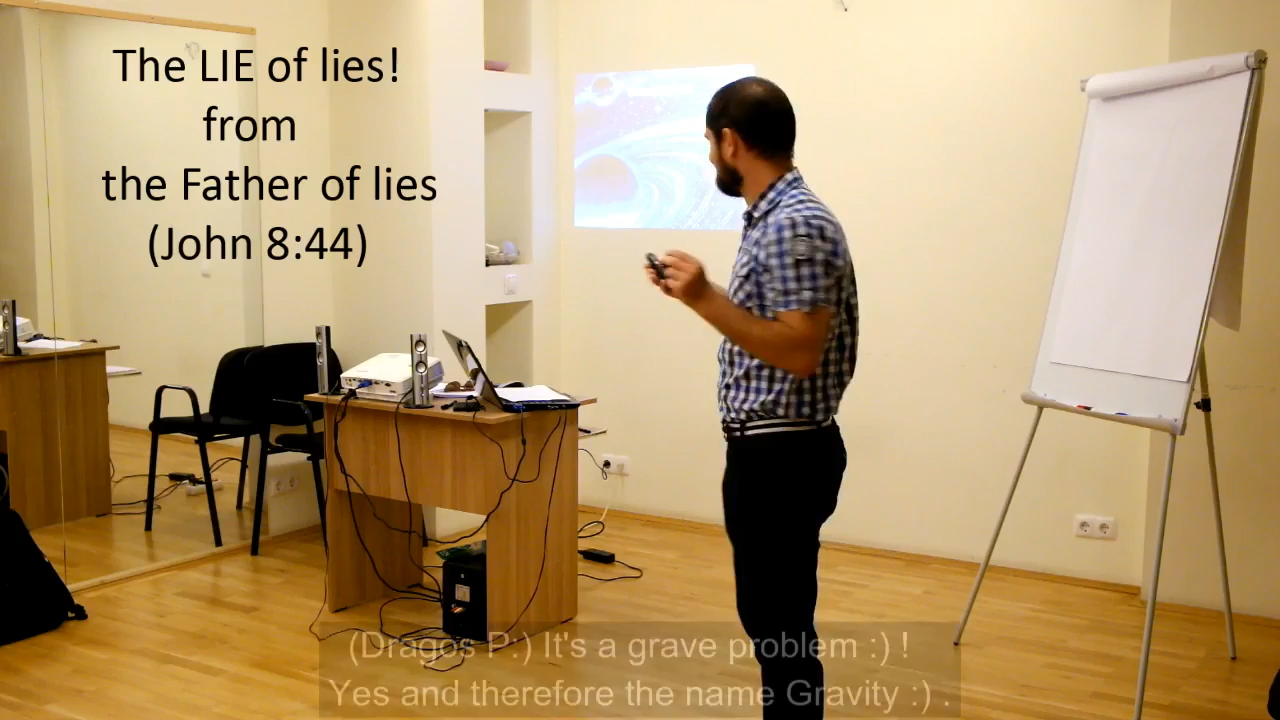 The LIE of lies!
from
the Father of lies
(John 8:44)
(Dragos P:) It's a grave problem :) !
Yes and therefore the name Gravity :) .